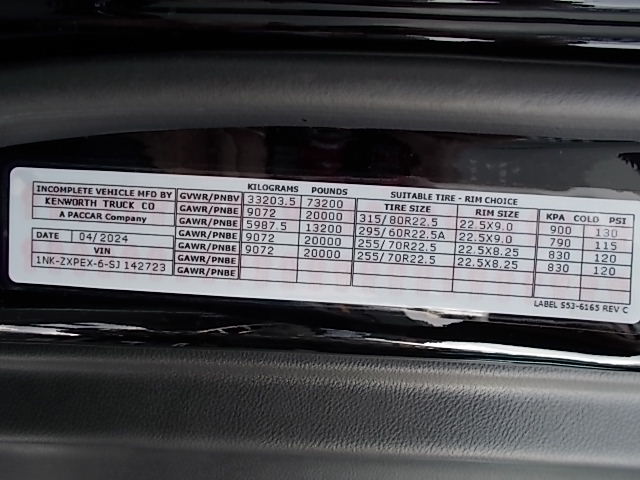 INCOMPLETE VEHICLE MFD BY
KENWORTH TRUCK CO
A PACCAR Company
DATE 04/2024
VIN
1NK-ZXPEX-6-SJ 142723
KILOGRAMS POUNDS SUITABLE TIRE - RIM CHOICE
TIRE SIZE RIM SIZE KPA COLD PSI
GVWR/PNBV 33203.5 73200
GAWR/PNBE 9072 20000 315/80R22.5 22.5X9.0 900 130
GAWR/PNBE 5987.5 13200 295/60R22.5A 22.5X9.0 790 115
GAWR/PNBE 9072 20000 255/70R22.5 22.5X8.25 830 120
GAWR/PNBE 9072 20000 255/70R22.5 22.5X8.25 830 120
GAWR/PNBE
GAWR/PNBE
LABEL S53-6165 REV C